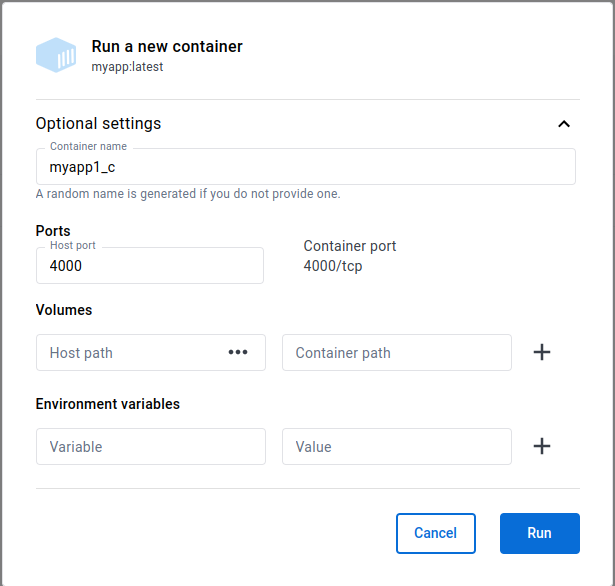 Run a new container
myapp:latest
Optional settings
Container name
myapp1_c
A random name is generated if you do not provide one.
Ports
Host port
4000
Container port
4000/tcp
Volumes
Host path
Container path
Environment variables
Variable
Value
Cancel
Run